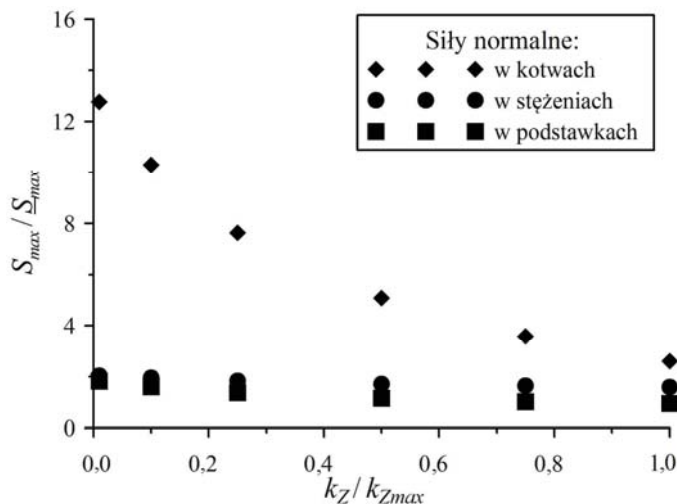 16
12
8
4
0
S_max / S_max
Siły normalne:
w kotwach
w stężeniach
w podstawkach
0,0 0,2 0,4 0,6 0,8 1,0
k_Z / k_Zmax